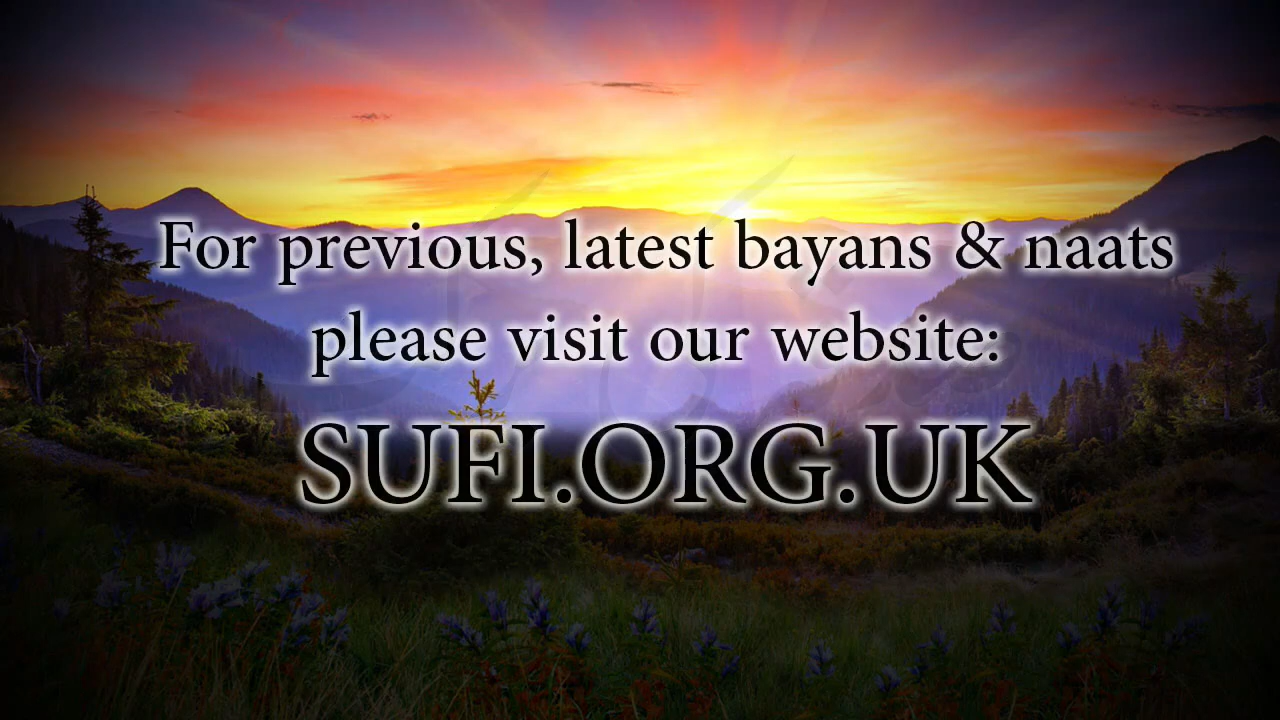 For previous, latest bayans & naats
please visit our website:
SUFI.ORG.UK